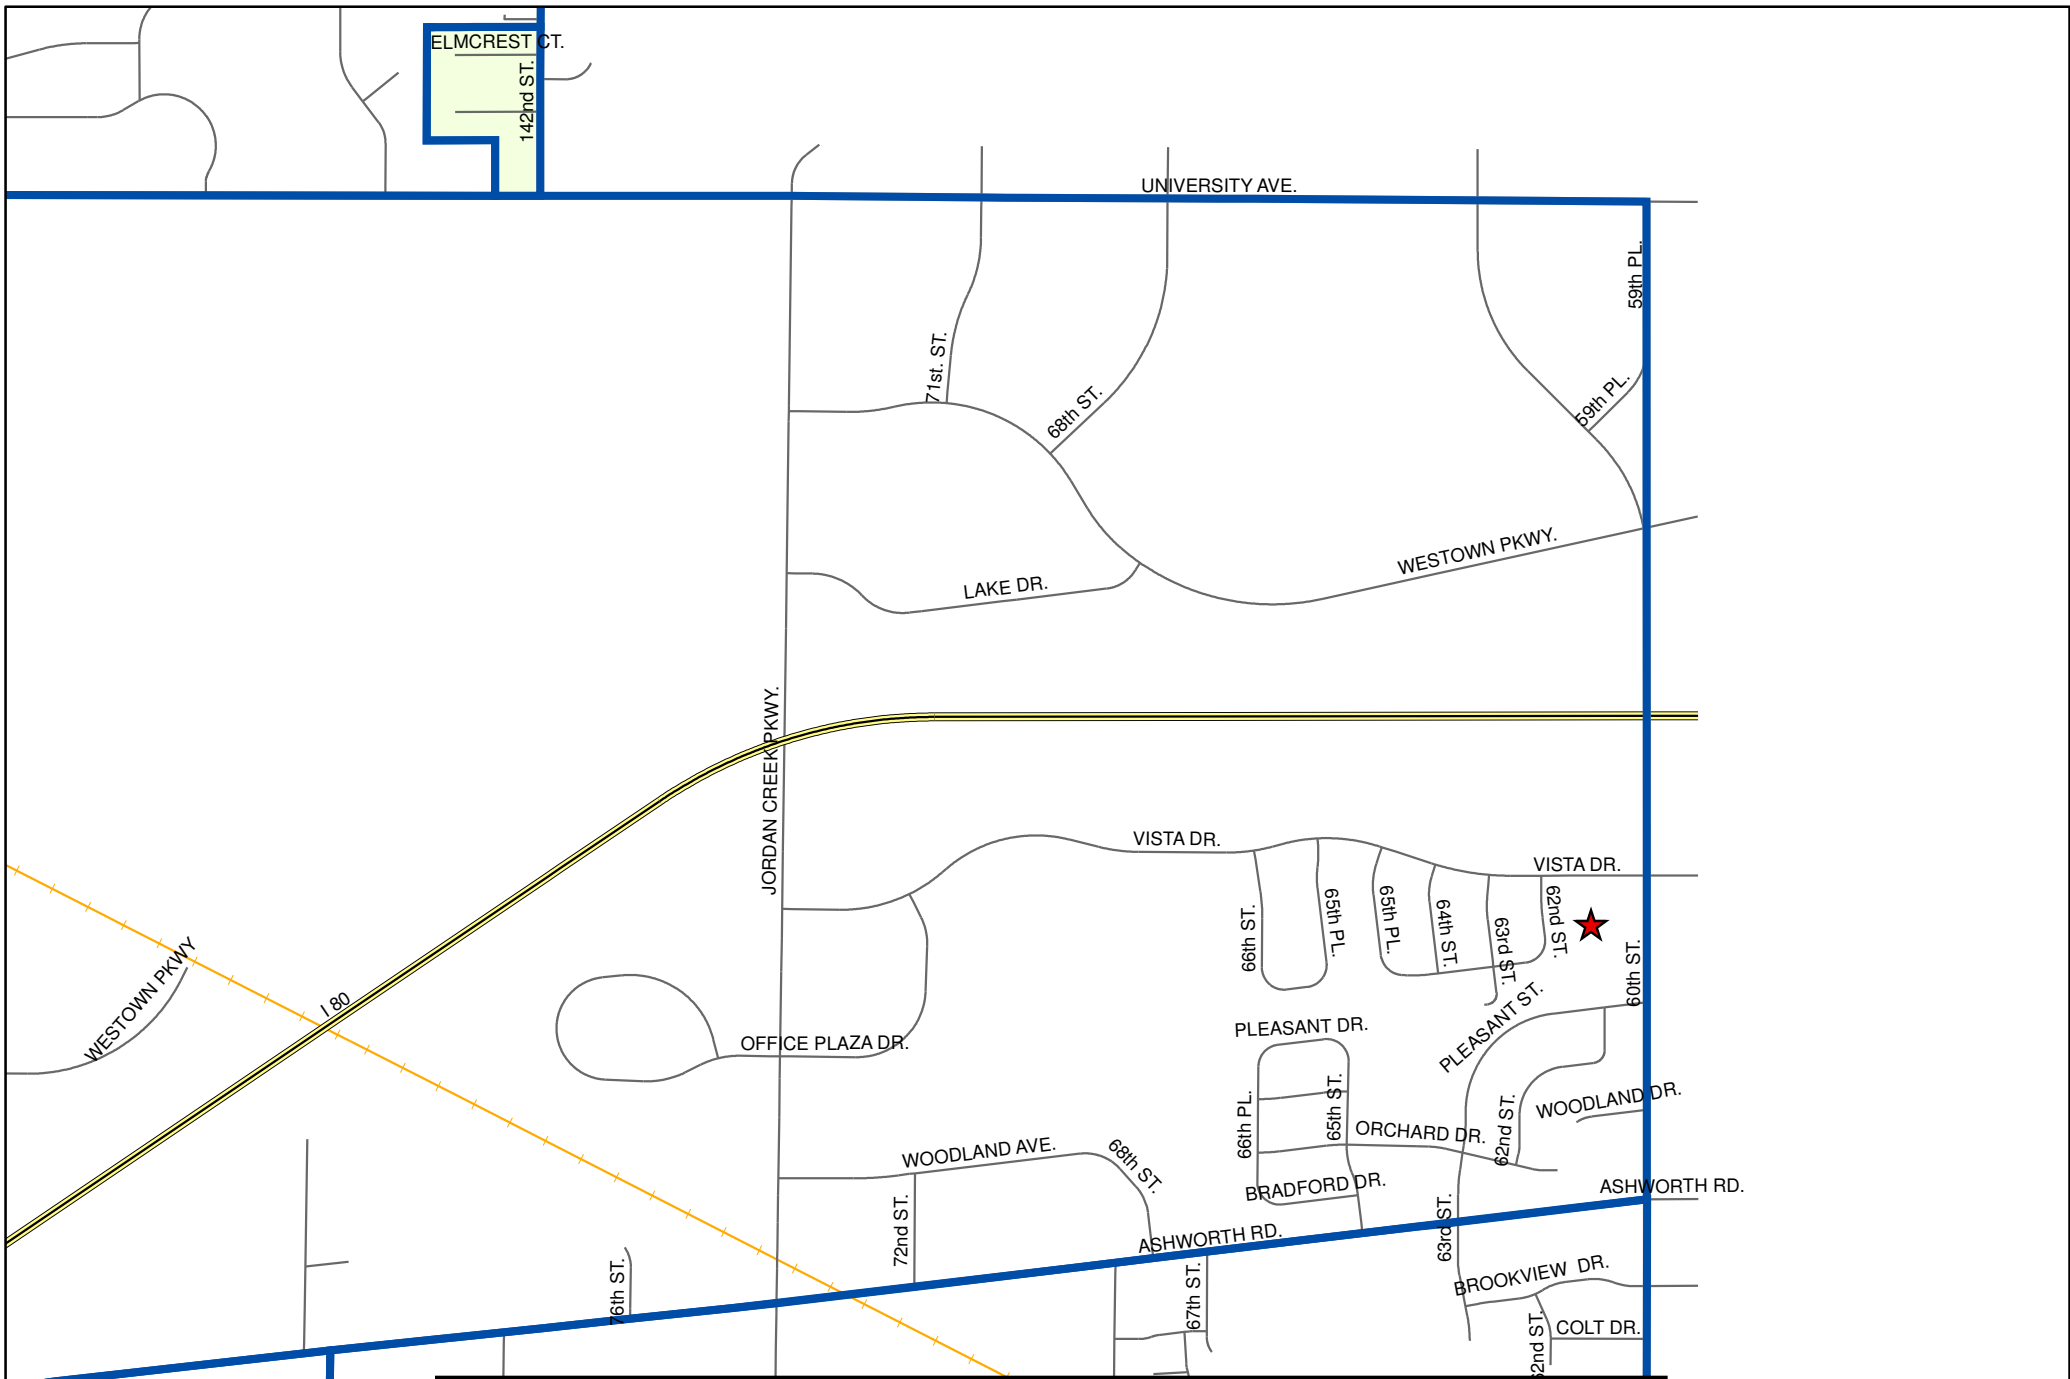 ELMCREST CT.
142nd ST.
UNIVERSITY AVE.
59th PL.
71st. ST.
68th ST.
59th PL.
WESTOWN PKWY.
LAKE DR.
JORDAN CREEK PKWY.
VISTA DR.
VISTA DR.
66th ST.
65th PL.
65th PL.
64th ST.
63rd ST.
62nd ST.
60th ST.
WESTOWN PKWY
I 80
OFFICE PLAZA DR.
PLEASANT DR.
PLEASANT ST.
66th PL.
65th ST.
ORCHARD DR.
62nd ST.
WOODLAND DR.
WOODLAND AVE.
68th ST.
BRADFORD DR.
ASHWORTH RD.
72nd ST.
ASHWORTH RD.
63rd ST.
76th ST.
67th ST.
BROOKVIEW DR.
COLT DR.
62nd ST.